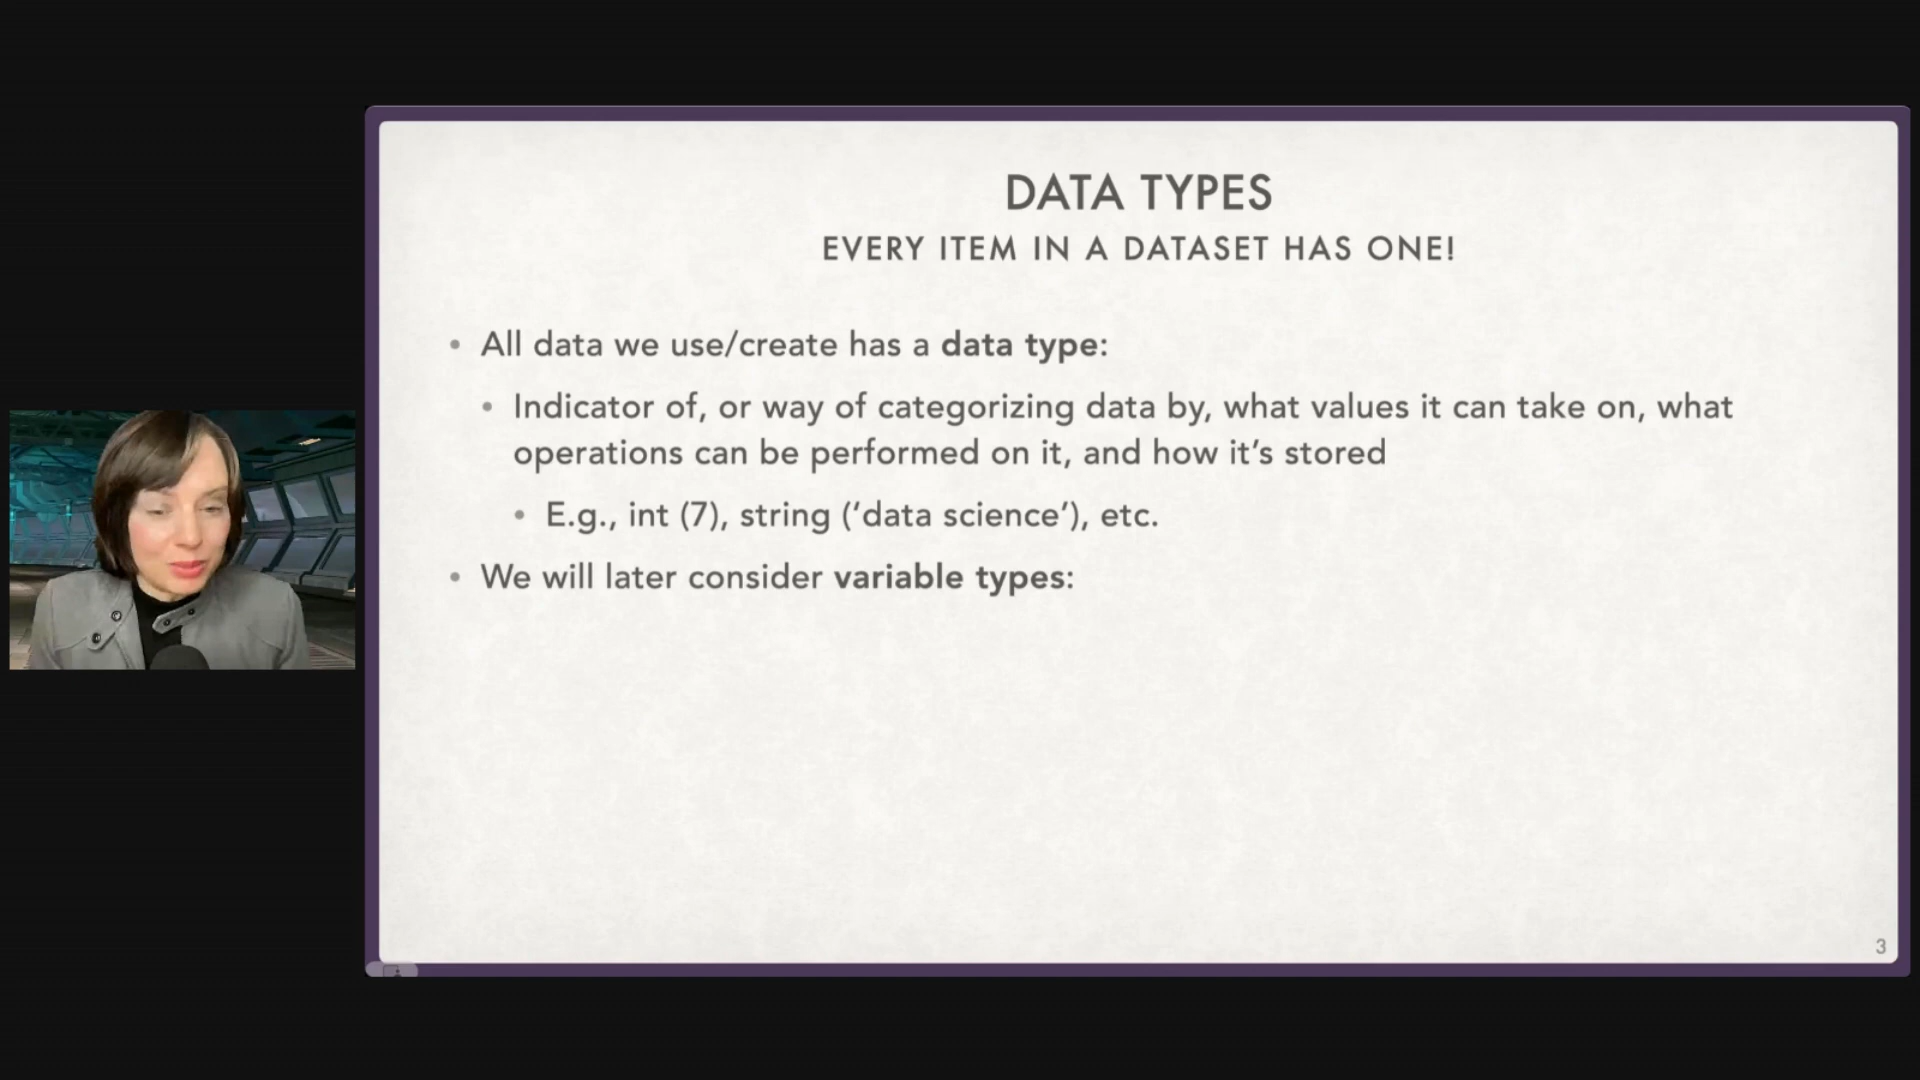 DATA TYPES
EVERY ITEM IN A DATASET HAS ONE!
• All data we use/create has a data type:
• Indicator of, or way of categorizing data by, what values it can take on, what
operations can be performed on it, and how it’s stored
• E.g., int (7), string (‘data science’), etc.
• We will later consider variable types:
3